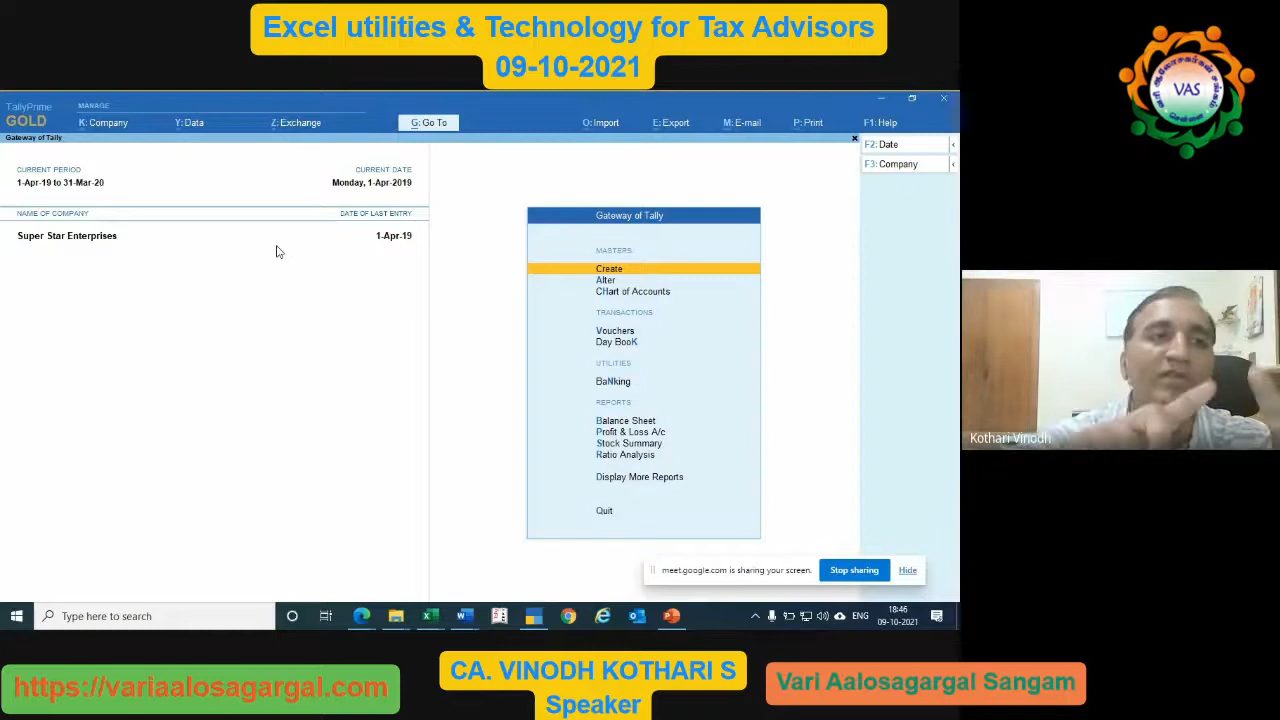 Excel utilities & Technology for Tax Advisors
09-10-2021
VAS
TallyPrime
GOLD
MANAGE
K: Company
Y: Data
Z: Exchange
G: Go To
O: Import
E: Export
M: E-mail
P: Print
F1: Help
Gateway of Tally
F2: Date
F3: Company
CURRENT PERIOD
CURRENT DATE
1-Apr-19 to 31-Mar-20
Monday, 1-Apr-2019
NAME OF COMPANY
DATE OF LAST ENTRY
Super Star Enterprises
1-Apr-19
Gateway of Tally
MASTERS
Create
Alter
CHart of Accounts
TRANSACTIONS
Vouchers
Day BooK
UTILITIES
BaNking
REPORTS
Balance Sheet
Profit & Loss A/c
Stock Summary
Ratio Analysis
Display More Reports
Quit
Kothari Vinodh
meet.google.com is sharing your screen.
Stop sharing
Hide
Type here to search
ENG
18:46
09-10-2021
https://variaalosagargal.com
CA. VINODH KOTHARI S
Speaker
Vari Aalosagargal Sangam